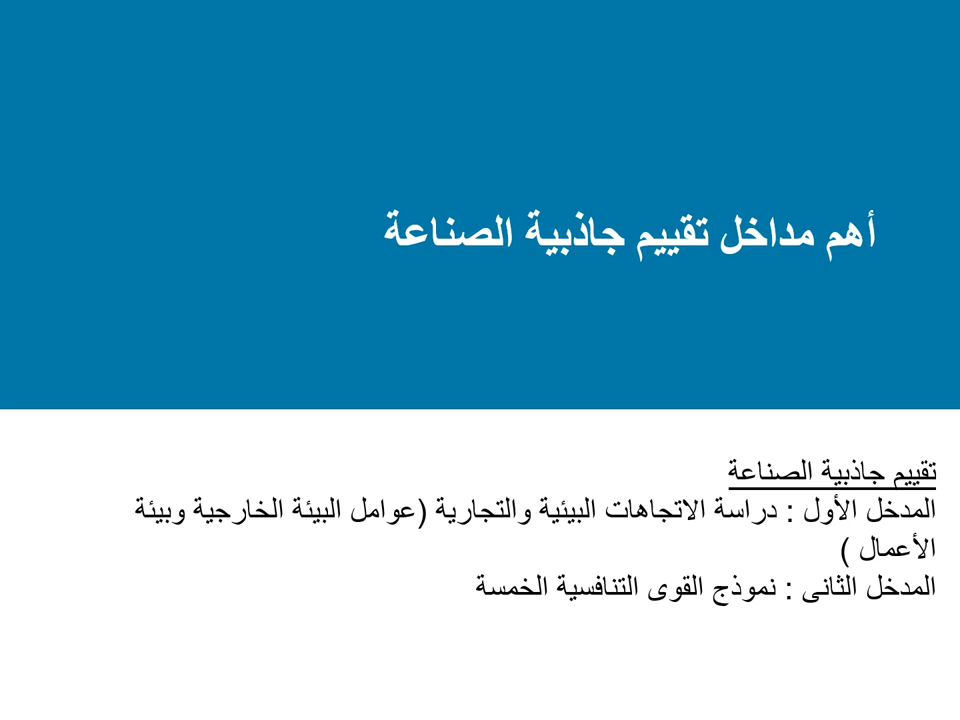 أهم مداخل تقييم جاذبية الصناعة
تقييم جاذبية الصناعة
المدخل الأول : دراسة الاتجاهات البيئية والتجارية (عوامل البيئة الخارجية وبيئة
الأعمال )
المدخل الثانى : نموذج القوى التنافسية الخمسة